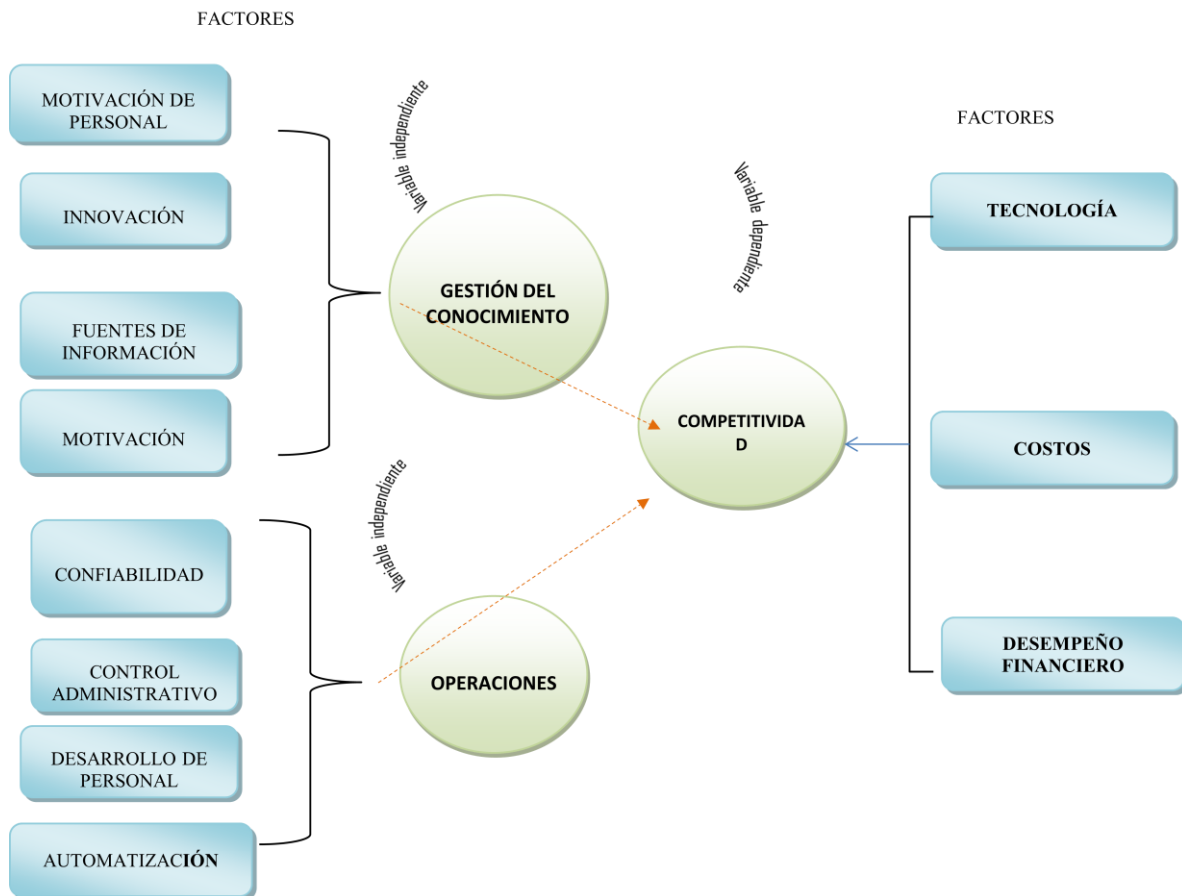 FACTORES
MOTIVACIÓN DE
PERSONAL
INNOVACIÓN
FUENTES DE
INFORMACIÓN
MOTIVACIÓN
CONFIABILIDAD
CONTROL
ADMINISTRATIVO
DESARROLLO DE
PERSONAL
AUTOMATIZACIÓN
Variable independiente
GESTIÓN DEL
CONOCIMIENTO
Variable independiente
OPERACIONES
Variable dependiente
COMPETITIVIDA
D
FACTORES
TECNOLOGÍA
COSTOS
DESEMPEÑO
FINANCIERO